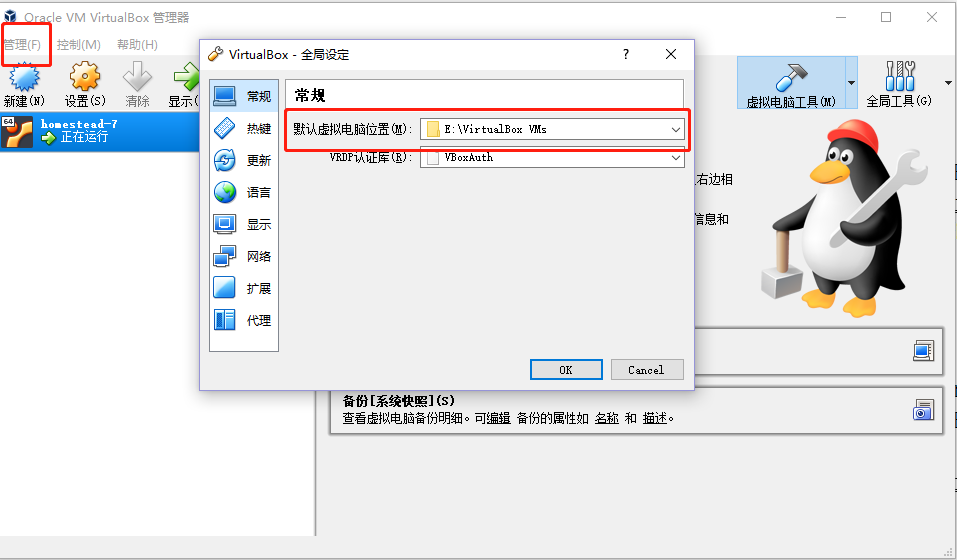 Oracle VM VirtualBox 管理器
管理(F) 控制(M) 帮助(H)
VirtualBox - 全局设定
新建(N) 设置(S) 清除 显示(
虚拟电脑工具(M) 全局工具(G)
64 homestead-7
正在运行
常规
热键
更新
语言
显示
网络
扩展
代理
常规
默认虚拟电脑位置(M): E:\VirtualBox VMs
VRDP认证库(R): VBoxAuth
右边相
信息和
OK Cancel
备份[系统快照](S)
查看虚拟电脑备份明细。可编辑 备份的属性如 名称 和 描述。